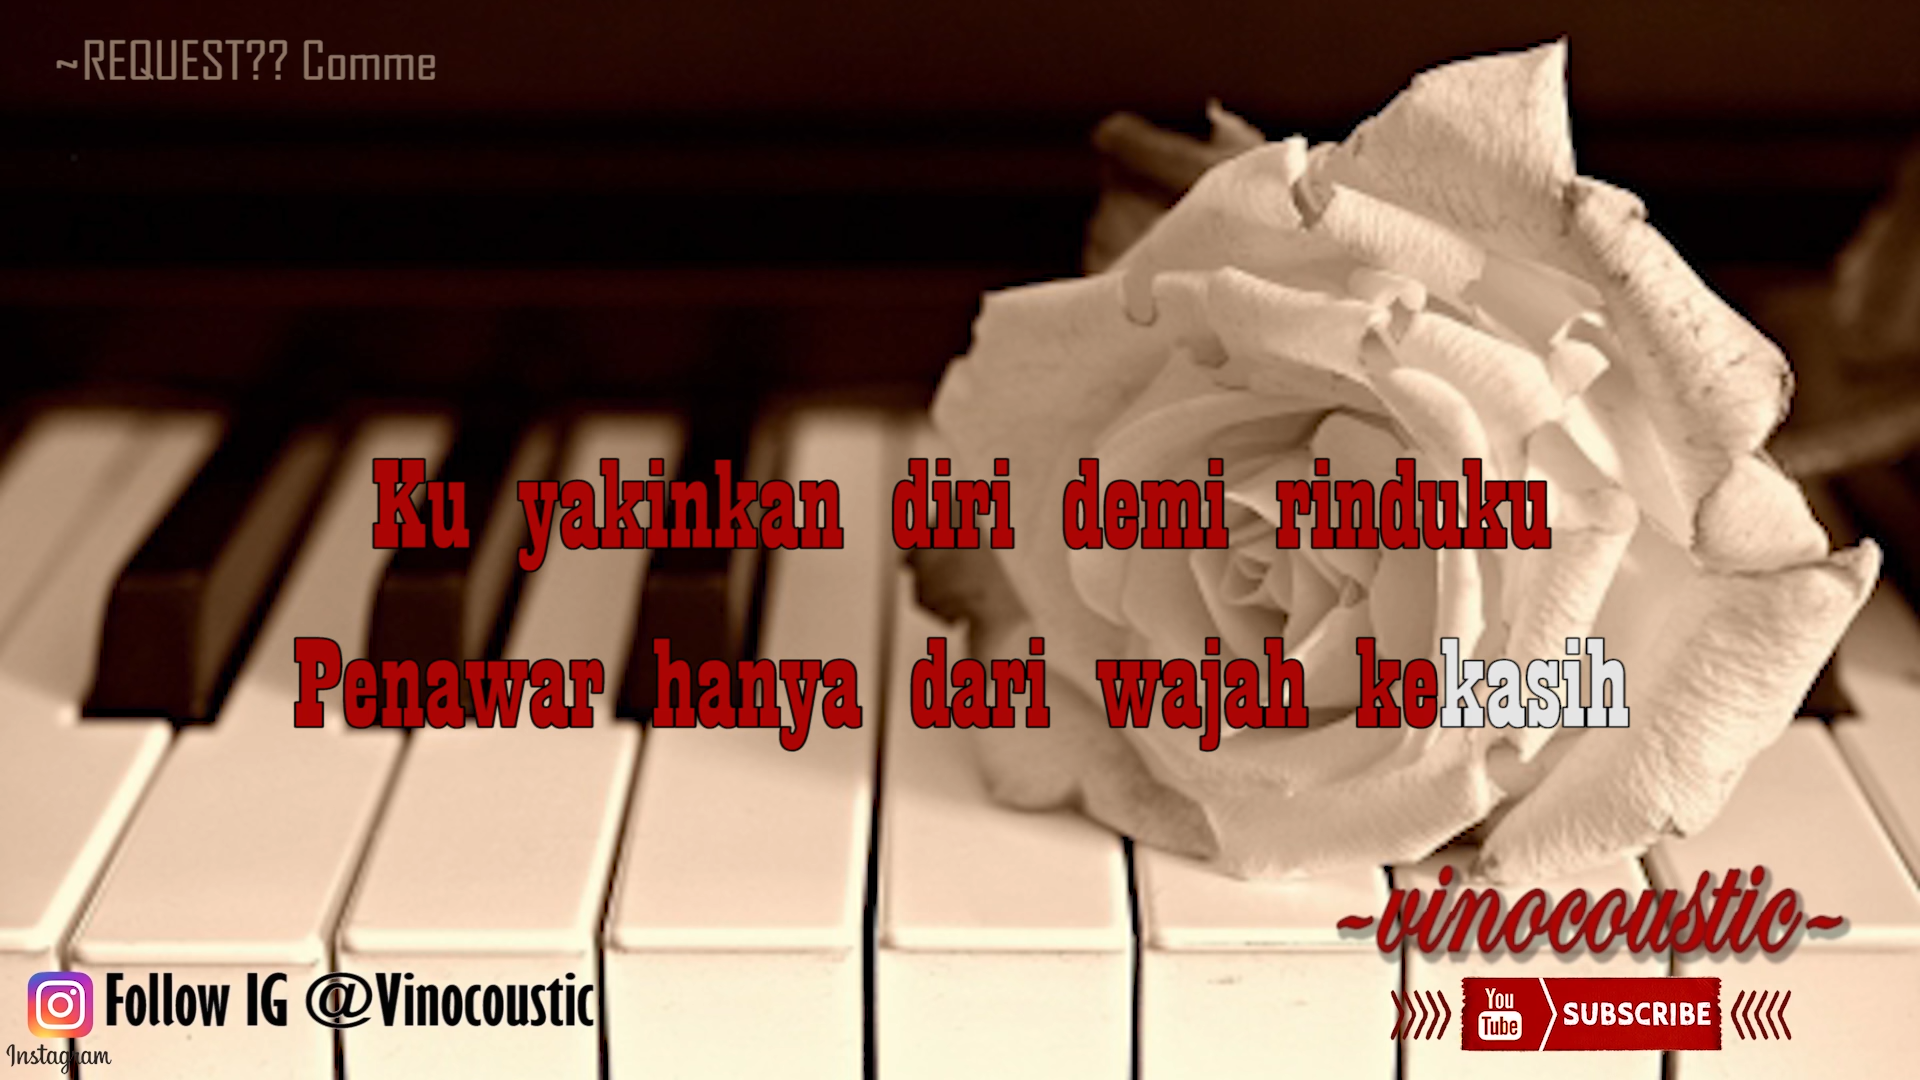 ~REQUEST?? Comme
Ku yakinkan diri demi rinduku
Penawar hanya dari wajah kekasih
~vinocoustic~
Follow IG @Vinocoustic
Instagram
You
Tube
SUBSCRIBE